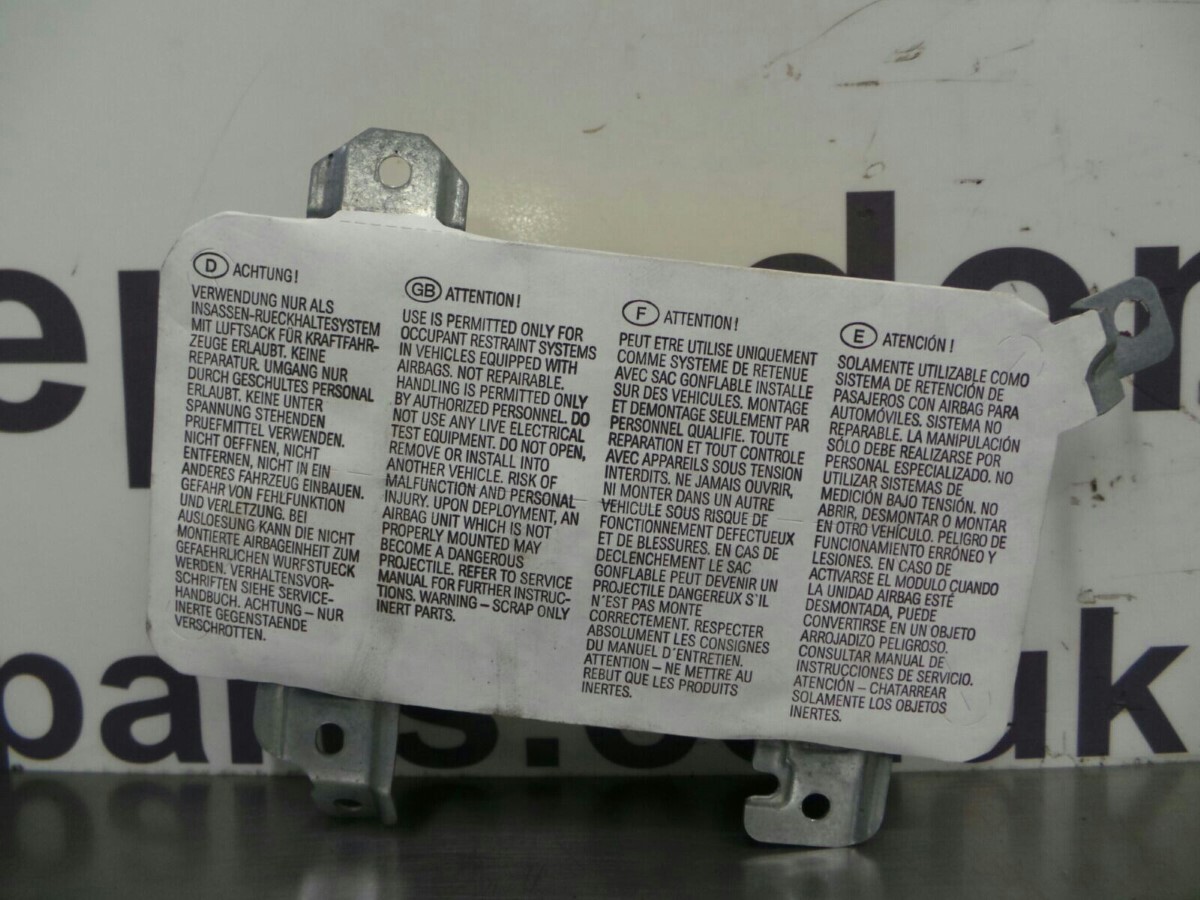 D ACHTUNG!
VERWENDUNG NUR ALS
INSASSEN-RUECKHALTESYSTEM
MIT LUFTSACK FÜR KRAFTFAHR-
ZEUGE ERLAUBT. KEINE
REPARATUR. UMGANG NUR
DURCH GESCHULTES PERSONAL
ERLAUBT. KEINE UNTER
SPANNUNG STEHENDEN
PRUEFMITTEL VERWENDEN.
NICHT OEFFNEN, NICHT
ENTFERNEN, NICHT IN EIN
ANDERES FAHRZEUG EINBAUEN.
GEFAHR VON FEHLFUNKTION
UND VERLETZUNG. BEI
AUSLOESUNG KANN DIE NICHT
MONTIERTE AIRBAGEINHEIT ZUM
GEFAEHRLICHEN WURFSTUECK
WERDEN. VERHALTENSVOR-
SCHRIFTEN SIEHE SERVICE-
HANDBUCH. ACHTUNG – NUR
INERTE GEGENSTAENDE
VERSCHROTTEN.
GB ATTENTION!
USE IS PERMITTED ONLY FOR
OCCUPANT RESTRAINT SYSTEMS
IN VEHICLES EQUIPPED WITH
AIRBAGS. NOT REPAIRABLE.
HANDLING IS PERMITTED ONLY
BY AUTHORIZED PERSONNEL. DO
NOT USE ANY LIVE ELECTRICAL
TEST EQUIPMENT. DO NOT OPEN,
REMOVE OR INSTALL INTO
ANOTHER VEHICLE. RISK OF
MALFUNCTION AND PERSONAL
INJURY. UPON DEPLOYMENT, AN
AIRBAG UNIT WHICH IS NOT
PROPERLY MOUNTED MAY
BECOME A DANGEROUS
PROJECTILE. REFER TO SERVICE
MANUAL FOR FURTHER INSTRUC-
TIONS. WARNING – SCRAP ONLY
INERT PARTS.
F ATTENTION!
PEUT ETRE UTILISE UNIQUEMENT
COMME SYSTEME DE RETENUE
AVEC SAC GONFLABLE INSTALLE
SUR DES VEHICULES. MONTAGE
ET DEMONTAGE SEULEMENT PAR
PERSONNEL QUALIFIE. TOUTE
REPARATION ET TOUT CONTROLE
AVEC APPAREILS SOUS TENSION
INTERDITS. NE JAMAIS OUVRIR,
NI MONTER DANS UN AUTRE
VEHICULE SOUS RISQUE DE
FONCTIONNEMENT DEFECTUEUX
ET DE BLESSURES. EN CAS DE
DECLENCHEMENT LE SAC
GONFLABLE PEUT DEVENIR UN
PROJECTILE DANGEREUX S'IL
N'EST PAS MONTE
CORRECTEMENT. RESPECTER
ABSOLUMENT LES CONSIGNES
DU MANUEL D'ENTRETIEN.
ATTENTION – NE METTRE AU
REBUT QUE LES PRODUITS
INERTES.
E ATENCIÓN!
SOLAMENTE UTILIZABLE COMO
SISTEMA DE RETENCIÓN DE
PASAJEROS CON AIRBAG PARA
AUTOMÓVILES. SISTEMA NO
REPARABLE. LA MANIPULACIÓN
SÓLO DEBE REALIZARSE POR
PERSONAL ESPECIALIZADO. NO
UTILIZAR SISTEMAS DE
MEDICIÓN BAJO TENSIÓN. NO
ABRIR, DESMONTAR O MONTAR
EN OTRO VEHÍCULO. PELIGRO DE
FUNCIONAMIENTO ERRÓNEO Y
LESIONES. EN CASO DE
ACTIVARSE EL MODULO CUANDO
LA UNIDAD AIRBAG ESTÉ
DESMONTADA, PUEDE
CONVERTIRSE EN UN OBJETO
ARROJADIZO PELIGROSO.
CONSULTAR MANUAL DE
INSTRUCCIONES DE SERVICIO.
ATENCIÓN – CHATARREAR
SOLAMENTE LOS OBJETOS
INERTES.
parts.co.uk